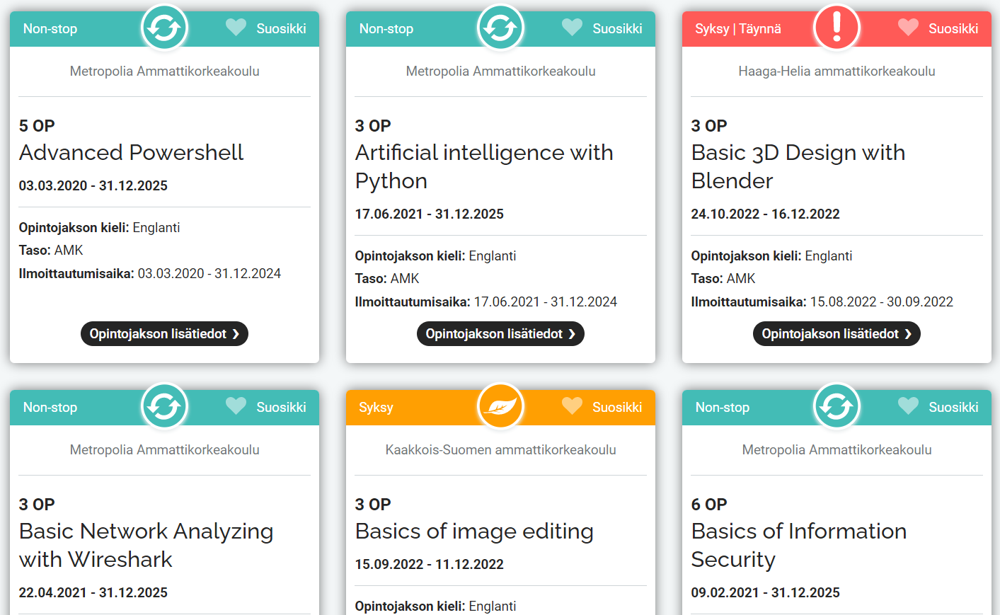 Non-stop
Suosikki
Metropolia Ammattikorkeakoulu
5 OP
Advanced Powershell
03.03.2020 - 31.12.2025
Opintojakson kieli: Englanti
Taso: AMK
Ilmoittautumisaika: 03.03.2020 - 31.12.2024
Opintojakson lisätiedot ❯
Non-stop
Suosikki
Metropolia Ammattikorkeakoulu
3 OP
Artificial intelligence with
Python
17.06.2021 - 31.12.2025
Opintojakson kieli: Englanti
Taso: AMK
Ilmoittautumisaika: 17.06.2021 - 31.12.2024
Opintojakson lisätiedot ❯
Syksy | Täynnä
Suosikki
Haaga-Helia ammattikorkeakoulu
3 OP
Basic 3D Design with
Blender
24.10.2022 - 16.12.2022
Opintojakson kieli: Englanti
Taso: AMK
Ilmoittautumisaika: 15.08.2022 - 30.09.2022
Opintojakson lisätiedot ❯
Non-stop
Suosikki
Metropolia Ammattikorkeakoulu
3 OP
Basic Network Analyzing
with Wireshark
22.04.2021 - 31.12.2025
Syksy
Suosikki
Kaakkois-Suomen ammattikorkeakoulu
3 OP
Basics of image editing
15.09.2022 - 11.12.2022
Opintojakson kieli: Englanti
Non-stop
Suosikki
Metropolia Ammattikorkeakoulu
6 OP
Basics of Information
Security
09.02.2021 - 31.12.2025